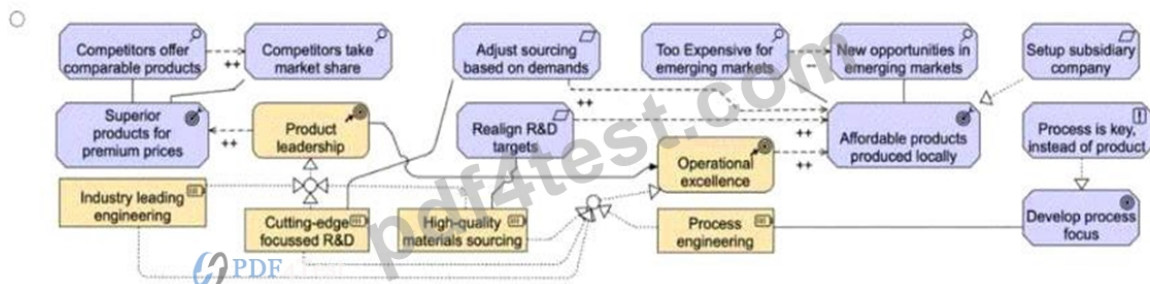 Competitors offer
comparable products
++
Competitors take
market share
Adjust sourcing
based on demands
Too Expensive for
emerging markets
--
New opportunities in
emerging markets
Setup subsidiary
company
Superior
products for
premium prices
++
Product
leadership
++
Realign R&D
targets
++
Operational
excellence
++
Affordable products
produced locally
Process is key,
instead of product
Industry leading
engineering
Cutting-edge
focussed R&D
High-quality
materials sourcing
Process
engineering
Develop process
focus
PDF
pdf4test.com